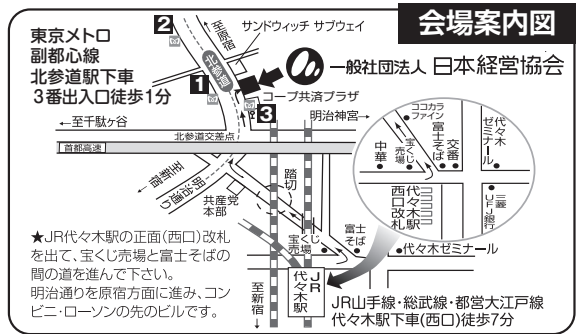 会場案内図
東京メトロ
副都心線
北参道駅下車
3番出入口徒歩1分
2
至原宿
サンドウィッチ サブウェイ
北参道
一般社団法人 日本経営協会
1
コープ共済プラザ
3
明治神宮→
←至千駄ヶ谷
北参道交差点
首都高速
至新宿
明治通り
共産党
本部
踏切
ココカラ
ファイン
代々木
ゼミナール
中華
宝くじ
売場
富士そば
交番
代々木駅
西口改札
三菱
UFJ銀行
★JR代々木駅の正面(西口)改札
を出て、宝くじ売場と富士そばの
間の道を進んで下さい。
明治通りを原宿方面に進み、コン
ビニ・ローソンの先のビルです。
宝くじ
売場
富士
そば
代々木ゼミナール
至新宿
↓
JR
代々木駅
JR山手線・総武線・都営大江戸線
代々木駅下車(西口)徒歩7分